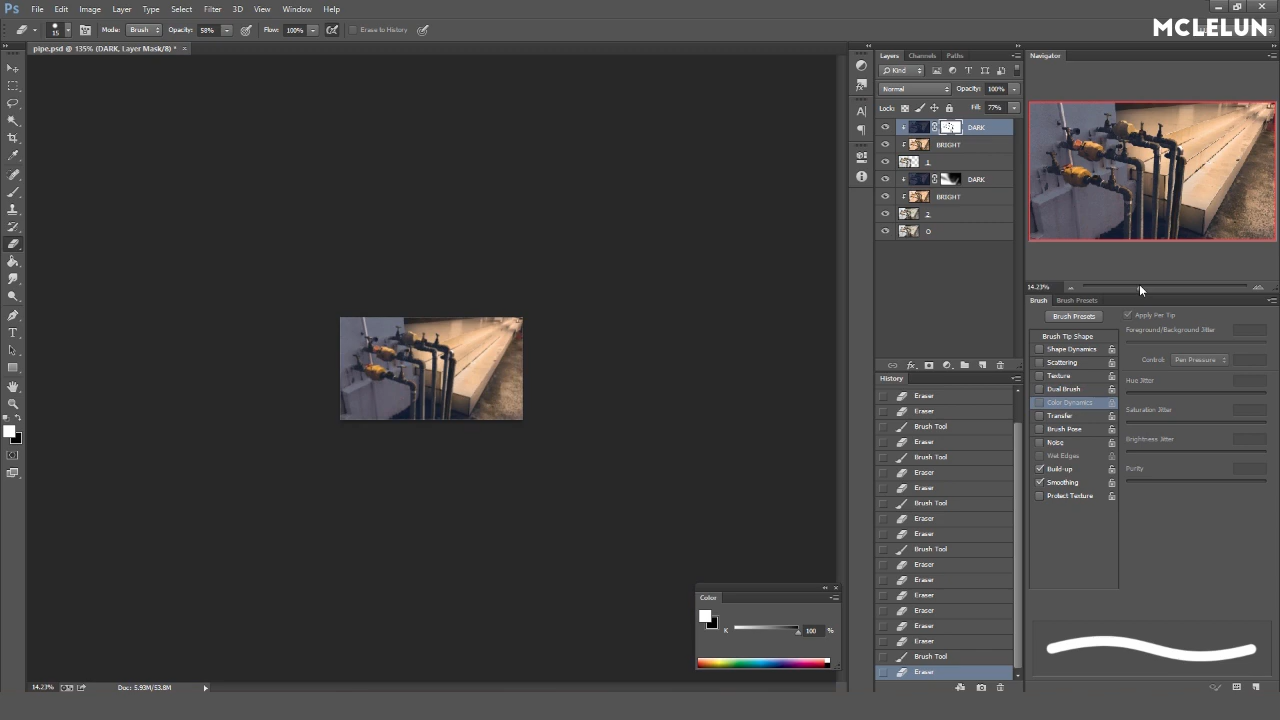 Ps File Edit Image Layer Type Select Filter 3D View Window Help
MCLELUN
15 Mode: Brush Opacity: 58% Flow: 100% Erase to History
pipe.psd @ 135% (DARK, Layer Mask/8) *
Layers Channels Paths
Navigator
Kind
Normal Opacity: 100%
Lock: Fill: 77%
DARK
BRIGHT
1
DARK
BRIGHT
2
0
14.23%
Brush Brush Presets
Brush Presets Apply Per Tip
Foreground/Background Jitter
Brush Tip Shape
Shape Dynamics
Scattering Control: Pen Pressure
Texture Hue Jitter
Dual Brush
Color Dynamics
Saturation Jitter
Transfer
Brush Pose
Brightness Jitter
Noise
Wet Edges
Build-up Purity
Smoothing
Protect Texture
History
Eraser
Eraser
Brush Tool
Eraser
Brush Tool
Eraser
Eraser
Brush Tool
Eraser
Eraser
Brush Tool
Eraser
Eraser
Eraser
Eraser
Eraser
Eraser
Brush Tool
Eraser
Color
K 100 %
14.23% Doc: 5.93M/53.8M